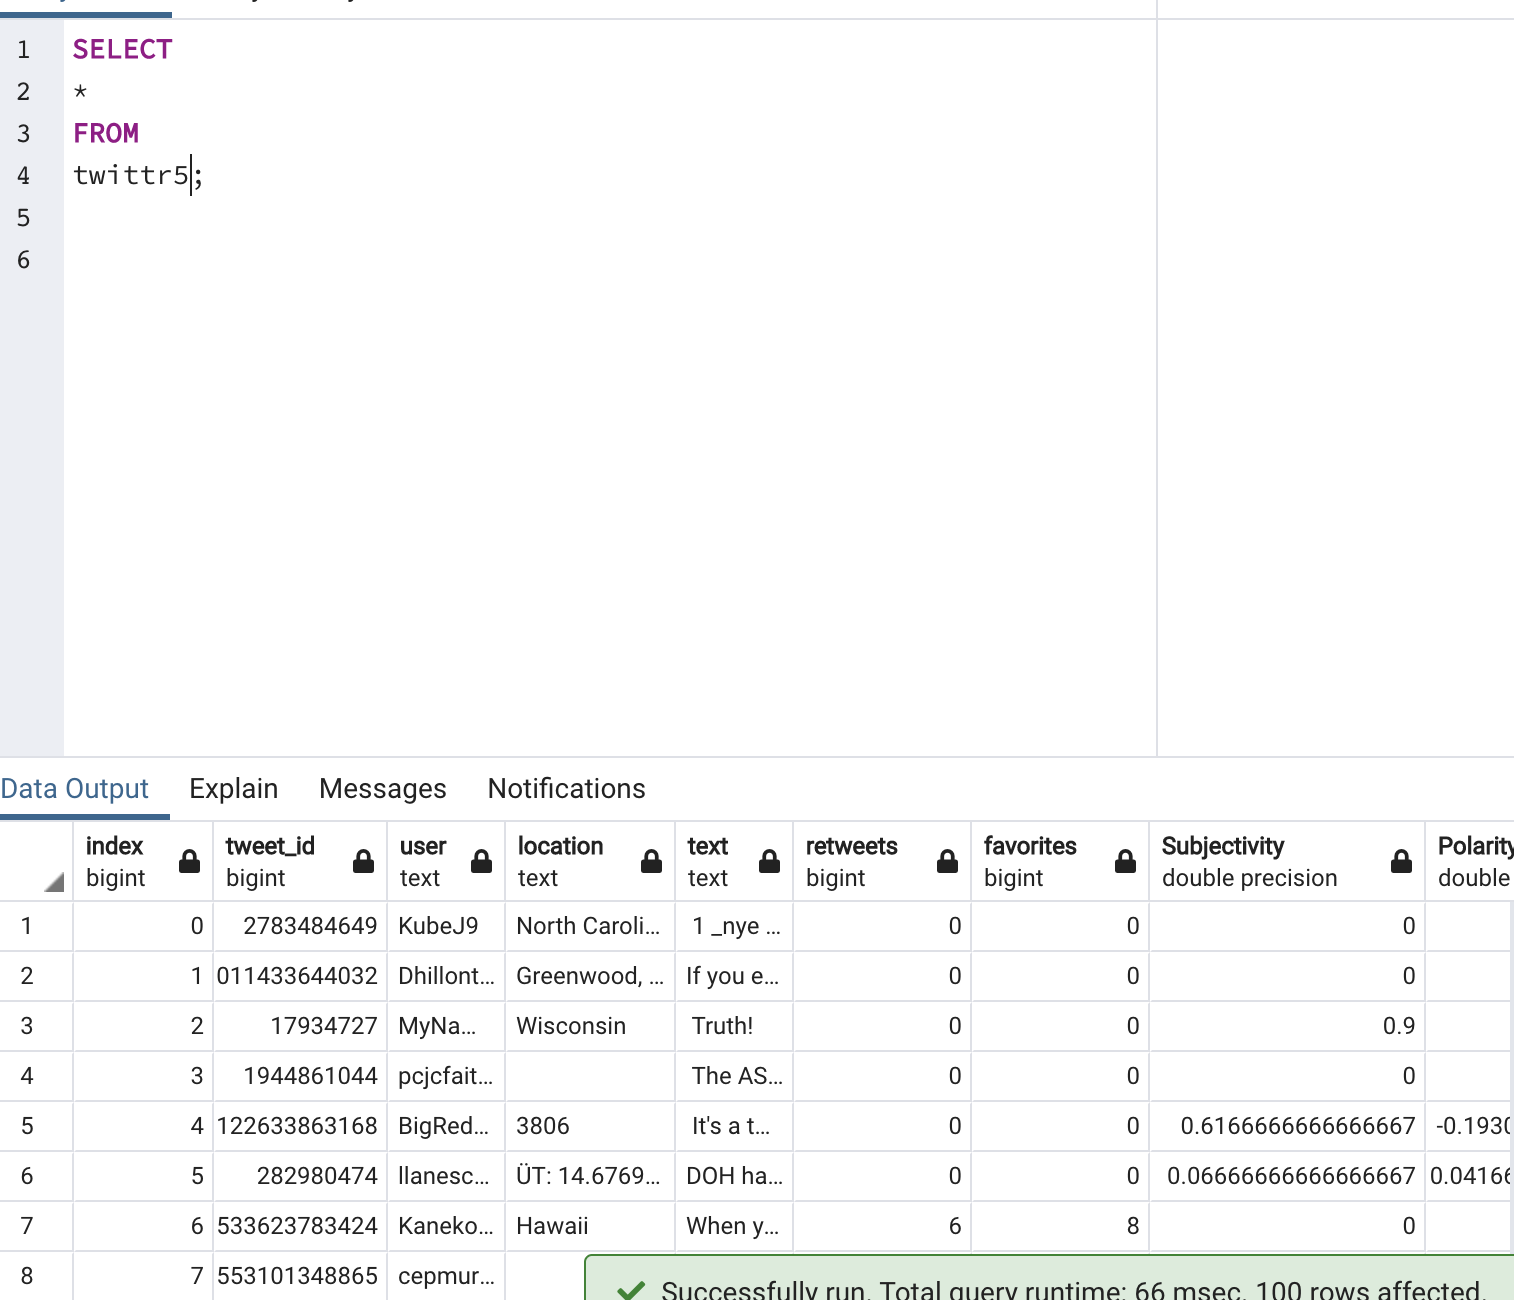 1 SELECT
2 *
3 FROM
4 twittr5;
5
6
Data Output Explain Messages Notifications
index tweet_id user location text retweets favorites Subjectivity Polarity
bigint bigint text text text bigint bigint double precision double
1 0 2783484649 KubeJ9 North Caroli... 1 _nye ... 0 0 0
2 1 011433644032 Dhillont... Greenwood, ... If you e... 0 0 0
3 2 17934727 MyNa... Wisconsin Truth! 0 0 0.9
4 3 1944861044 pcjcfait... The AS... 0 0 0
5 4 122633863168 BigRed... 3806 It's a t... 0 0 0.6166666666666667 -0.1930
6 5 282980474 llanesc... ÜT: 14.6769... DOH ha... 0 0 0.06666666666666667 0.04166
7 6 533623783424 Kaneko... Hawaii When y... 6 8 0
8 7 553101348865 cepmur...
Successfully run. Total query runtime: 66 msec. 100 rows affected.